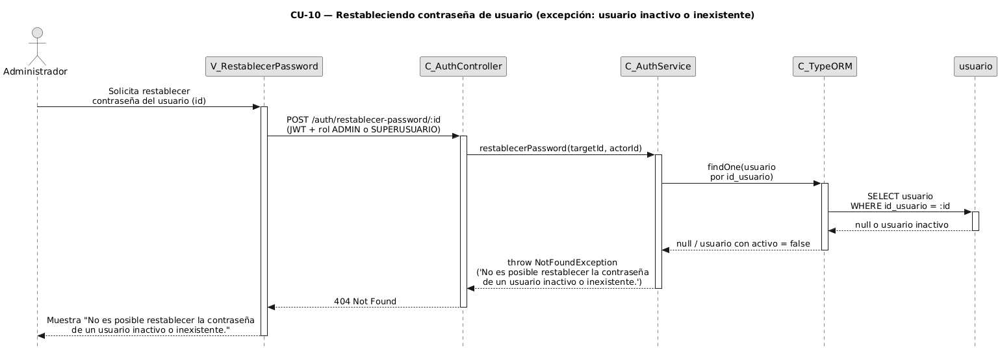 CU-10 — Restableciendo contraseña de usuario (excepción: usuario inactivo o inexistente)
Administrador
V_RestablecerPassword
C_AuthController
C_AuthService
C_TypeORM
usuario
Solicita restablecer
contraseña del usuario (id)
POST /auth/restablecer-password/:id
(JWT + rol ADMIN o SUPERUSUARIO)
restablecerPassword(targetId, actorId)
findOne(usuario
por id_usuario)
SELECT usuario
WHERE id_usuario = :id
null o usuario inactivo
null / usuario con activo = false
throw NotFoundException
('No es posible restablecer la contraseña
de un usuario inactivo o inexistente.')
404 Not Found
Muestra "No es posible restablecer la contraseña
de un usuario inactivo o inexistente."